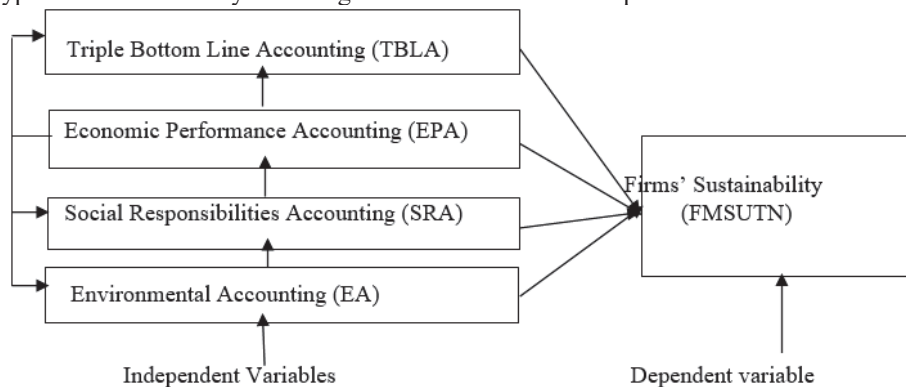 Triple Bottom Line Accounting (TBLA)
Economic Performance Accounting (EPA)
Social Responsibilities Accounting (SRA)
Environmental Accounting (EA)
Firms’ Sustainability
(FMSUTN)
Independent Variables
Dependent variable